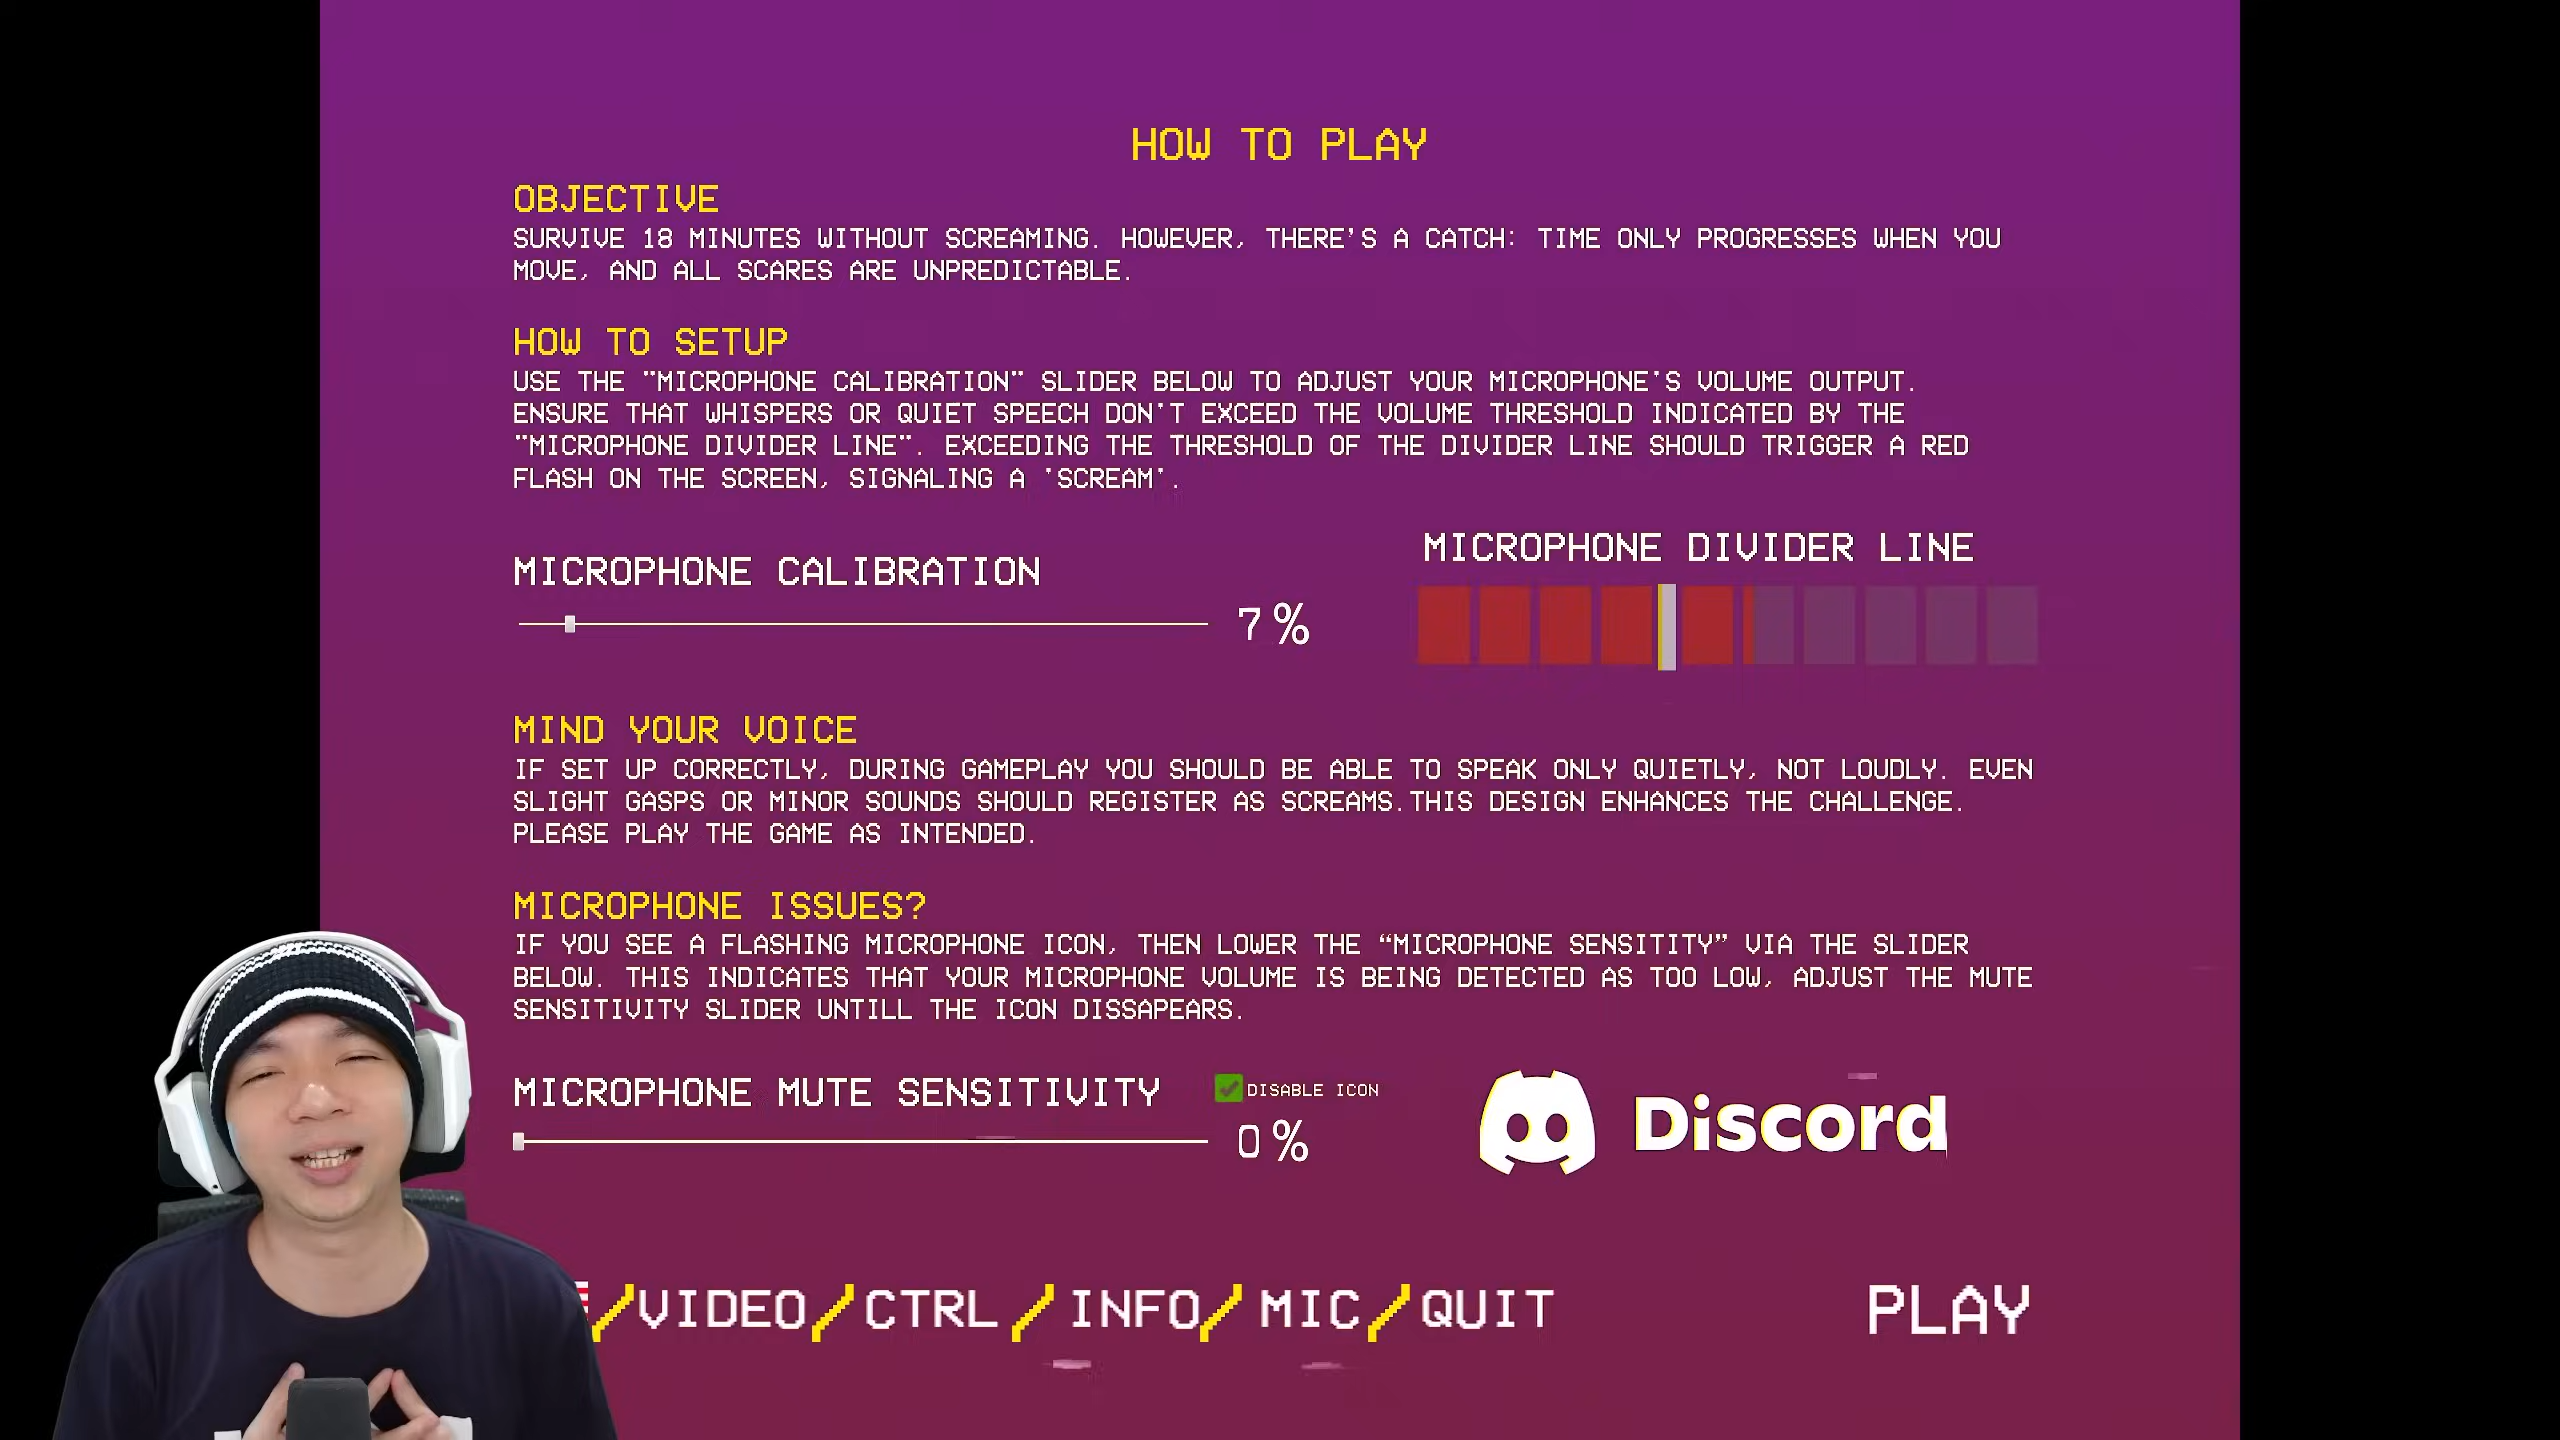 HOW TO PLAY
OBJECTIVE
SURVIVE 18 MINUTES WITHOUT SCREAMING. HOWEVER, THERE'S A CATCH: TIME ONLY PROGRESSES WHEN YOU
MOVE, AND ALL SCARES ARE UNPREDICTABLE.
HOW TO SETUP
USE THE "MICROPHONE CALIBRATION" SLIDER BELOW TO ADJUST YOUR MICROPHONE'S VOLUME OUTPUT.
ENSURE THAT WHISPERS OR QUIET SPEECH DON'T EXCEED THE VOLUME THRESHOLD INDICATED BY THE
"MICROPHONE DIVIDER LINE". EXCEEDING THE THRESHOLD OF THE DIVIDER LINE SHOULD TRIGGER A RED
FLASH ON THE SCREEN, SIGNALING A 'SCREAM'.
MICROPHONE CALIBRATION
7%
MICROPHONE DIVIDER LINE
MIND YOUR VOICE
IF SET UP CORRECTLY, DURING GAMEPLAY YOU SHOULD BE ABLE TO SPEAK ONLY QUIETLY, NOT LOUDLY. EVEN
SLIGHT GASPS OR MINOR SOUNDS SHOULD REGISTER AS SCREAMS.THIS DESIGN ENHANCES THE CHALLENGE.
PLEASE PLAY THE GAME AS INTENDED.
MICROPHONE ISSUES?
IF YOU SEE A FLASHING MICROPHONE ICON, THEN LOWER THE “MICROPHONE SENSITITY” VIA THE SLIDER
BELOW. THIS INDICATES THAT YOUR MICROPHONE VOLUME IS BEING DETECTED AS TOO LOW, ADJUST THE MUTE
SENSITIVITY SLIDER UNTILL THE ICON DISSAPEARS.
MICROPHONE MUTE SENSITIVITY
DISABLE ICON
0%
Discord
/VIDEO/CTRL/INFO/MIC/QUIT
PLAY